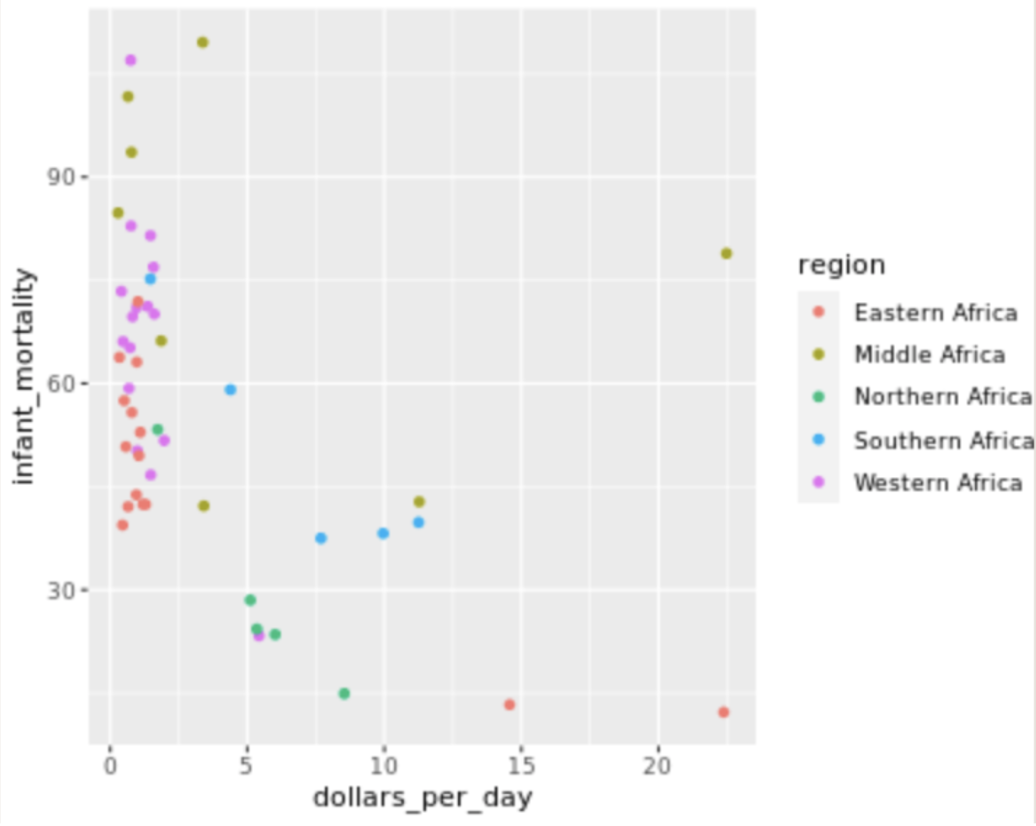 90
60
30
infant_mortality
0 5 10 15 20
dollars_per_day
region
Eastern Africa
Middle Africa
Northern Africa
Southern Africa
Western Africa